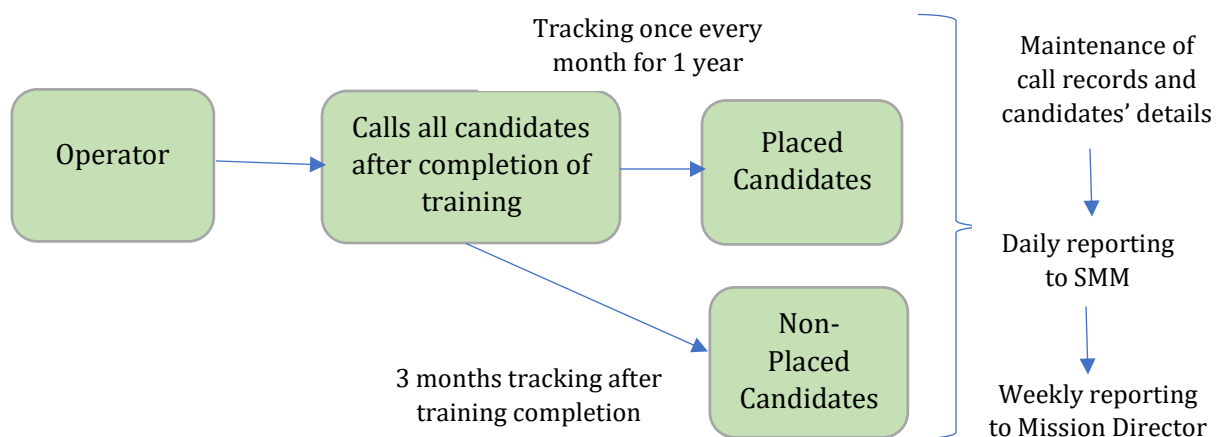 Tracking once every
month for 1 year
Operator
Calls all candidates
after completion of
training
Placed
Candidates
Non-
Placed
Candidates
3 months tracking after
training completion
Maintenance of
call records and
candidates’ details
Daily reporting
to SMM
Weekly reporting
to Mission Director